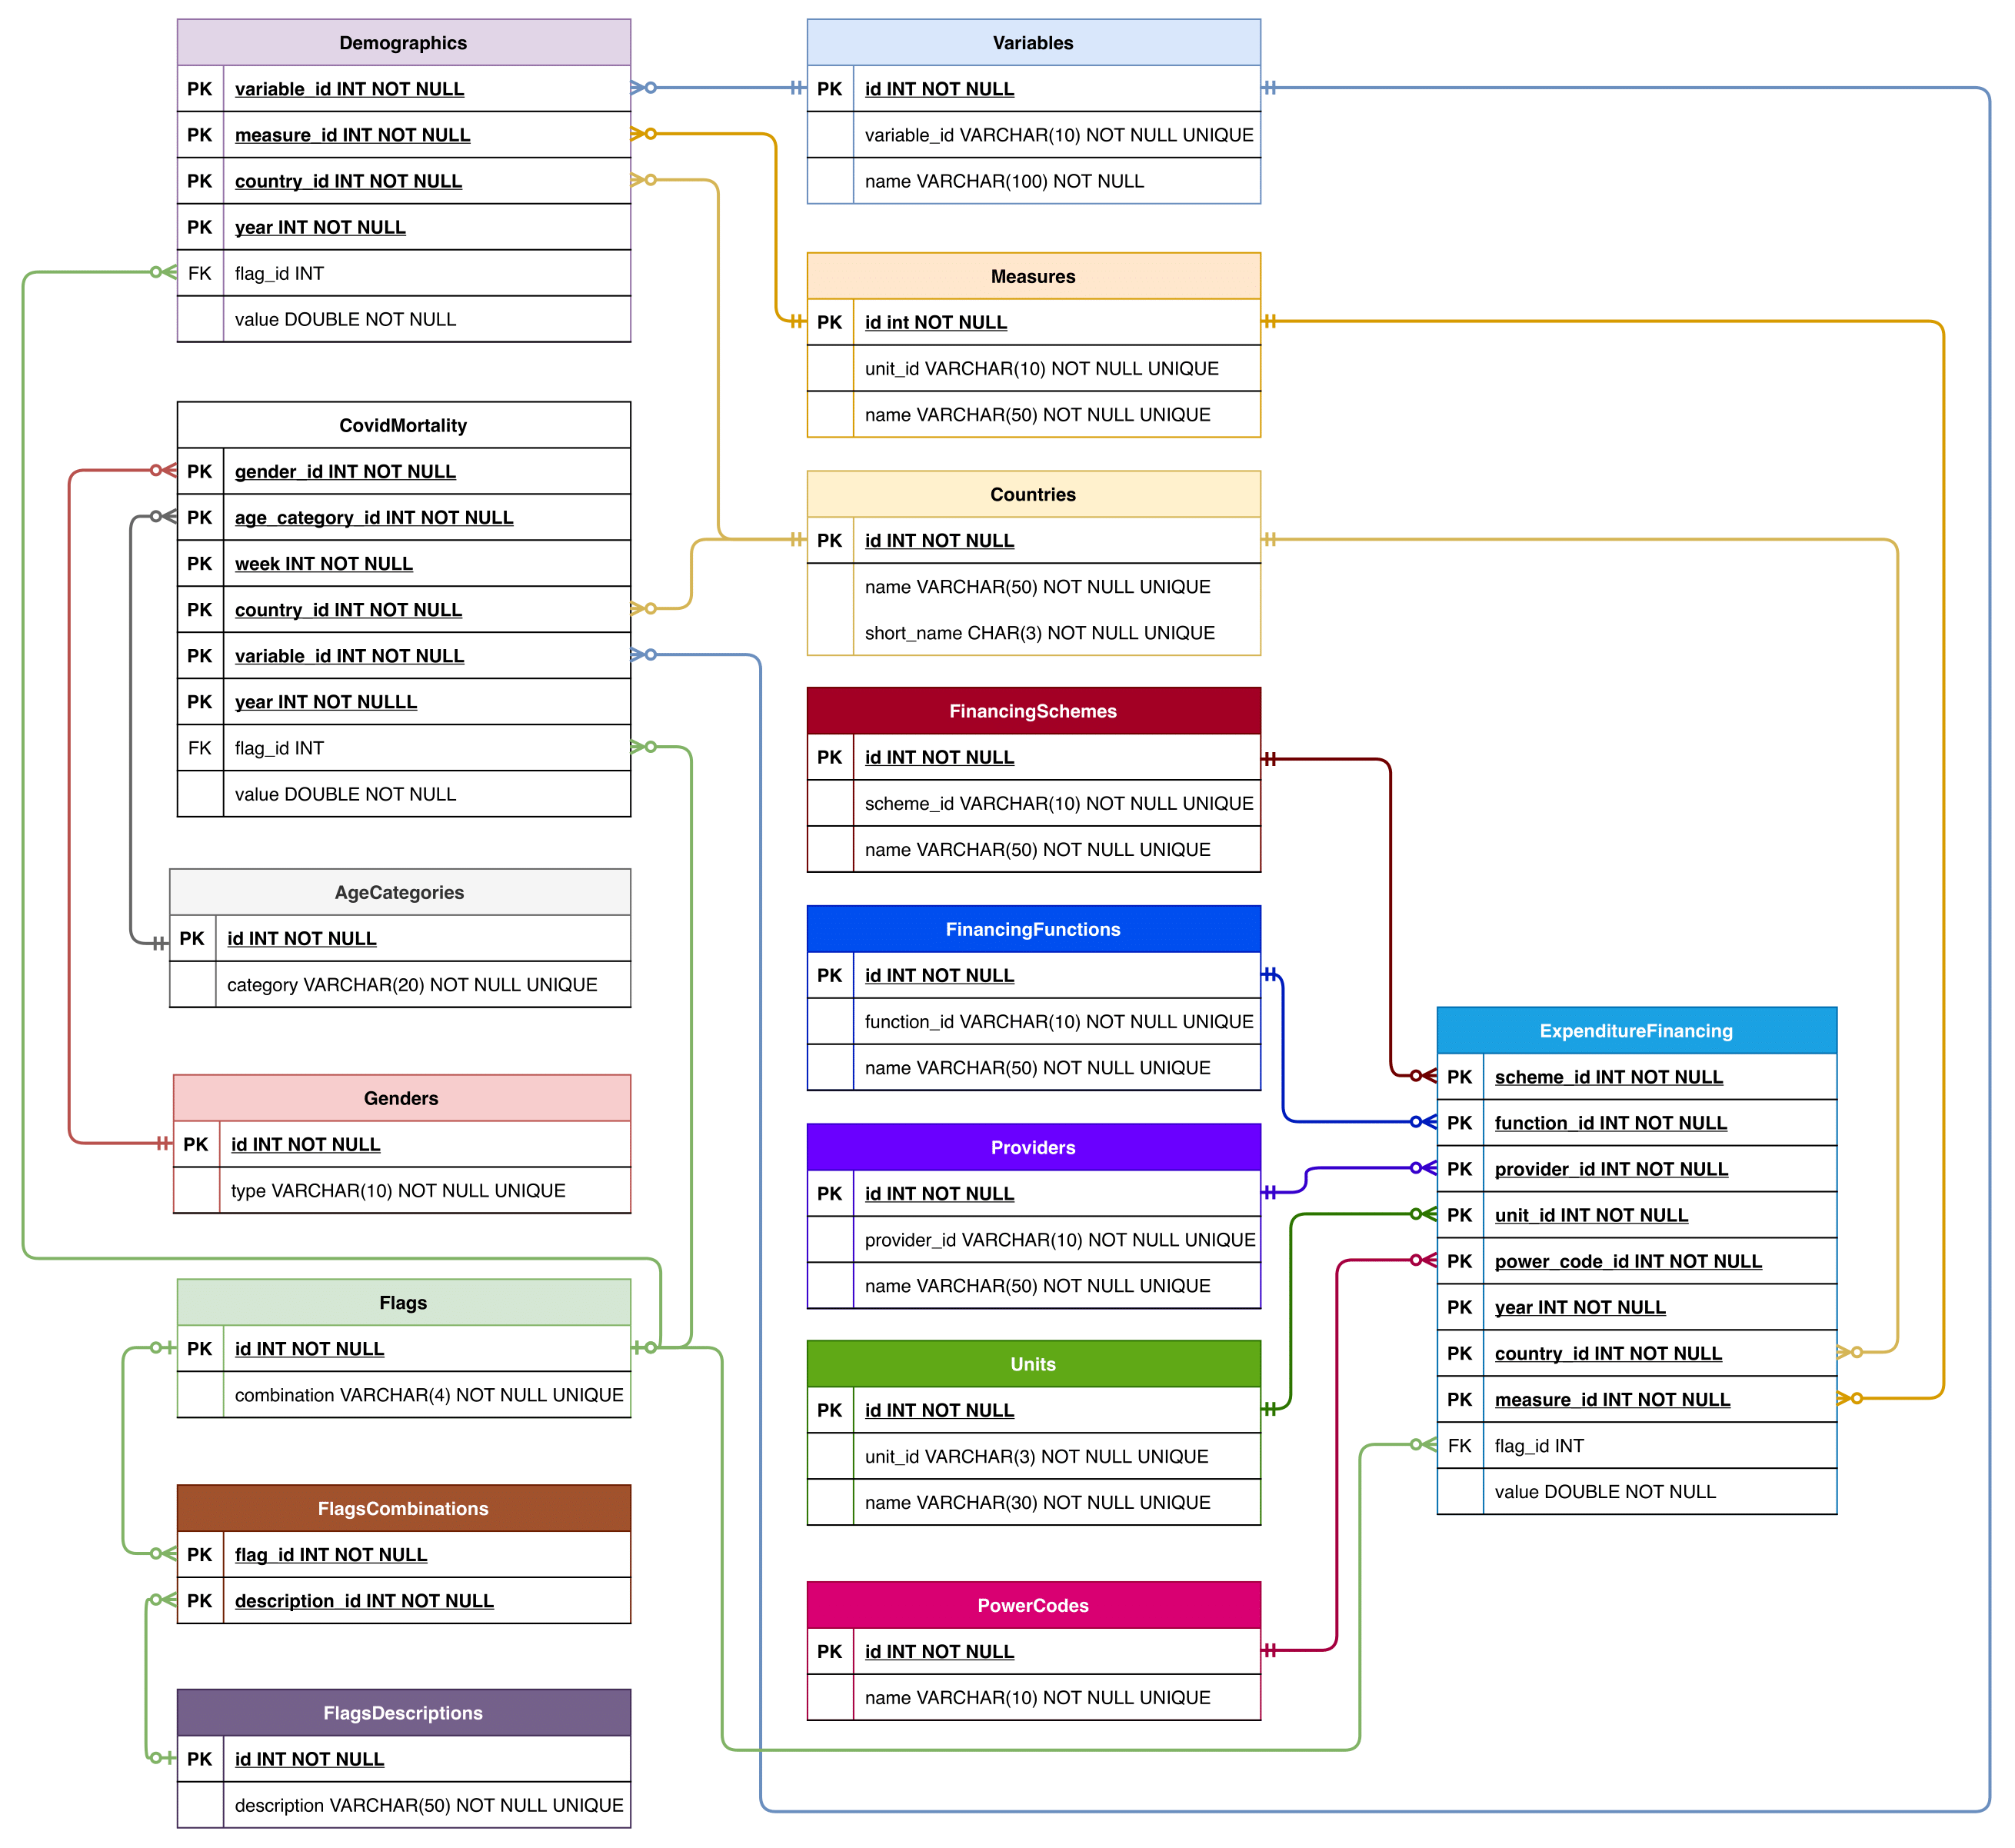 Demographics
PK variable_id INT NOT NULL
PK measure_id INT NOT NULL
PK country_id INT NOT NULL
PK year INT NOT NULL
FK flag_id INT
value DOUBLE NOT NULL
CovidMortality
PK gender_id INT NOT NULL
PK age_category_id INT NOT NULL
PK week INT NOT NULL
PK country_id INT NOT NULL
PK variable_id INT NOT NULL
PK year INT NOT NULLL
FK flag_id INT
value DOUBLE NOT NULL
AgeCategories
PK id INT NOT NULL
category VARCHAR(20) NOT NULL UNIQUE
Genders
PK id INT NOT NULL
type VARCHAR(10) NOT NULL UNIQUE
Flags
PK id INT NOT NULL
combination VARCHAR(4) NOT NULL UNIQUE
FlagsCombinations
PK flag_id INT NOT NULL
PK description_id INT NOT NULL
FlagsDescriptions
PK id INT NOT NULL
description VARCHAR(50) NOT NULL UNIQUE
Variables
PK id INT NOT NULL
variable_id VARCHAR(10) NOT NULL UNIQUE
name VARCHAR(100) NOT NULL
Measures
PK id int NOT NULL
unit_id VARCHAR(10) NOT NULL UNIQUE
name VARCHAR(50) NOT NULL UNIQUE
Countries
PK id INT NOT NULL
name VARCHAR(50) NOT NULL UNIQUE
short_name CHAR(3) NOT NULL UNIQUE
FinancingSchemes
PK id INT NOT NULL
scheme_id VARCHAR(10) NOT NULL UNIQUE
name VARCHAR(50) NOT NULL UNIQUE
FinancingFunctions
PK id INT NOT NULL
function_id VARCHAR(10) NOT NULL UNIQUE
name VARCHAR(50) NOT NULL UNIQUE
Providers
PK id INT NOT NULL
provider_id VARCHAR(10) NOT NULL UNIQUE
name VARCHAR(50) NOT NULL UNIQUE
Units
PK id INT NOT NULL
unit_id VARCHAR(3) NOT NULL UNIQUE
name VARCHAR(30) NOT NULL UNIQUE
PowerCodes
PK id INT NOT NULL
name VARCHAR(10) NOT NULL UNIQUE
ExpenditureFinancing
PK scheme_id INT NOT NULL
PK function_id INT NOT NULL
PK provider_id INT NOT NULL
PK unit_id INT NOT NULL
PK power_code_id INT NOT NULL
PK year INT NOT NULL
PK country_id INT NOT NULL
PK measure_id INT NOT NULL
FK flag_id INT
value DOUBLE NOT NULL